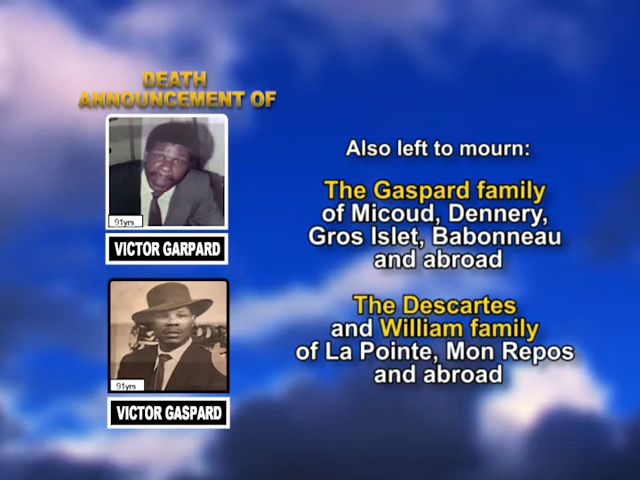 DEATH
ANNOUNCEMENT OF
91yrs
VICTOR GARPARD
91yrs
VICTOR GASPARD
Also left to mourn:
The Gaspard family
of Micoud, Dennery,
Gros Islet, Babonneau
and abroad
The Descartes
and William family
of La Pointe, Mon Repos
and abroad